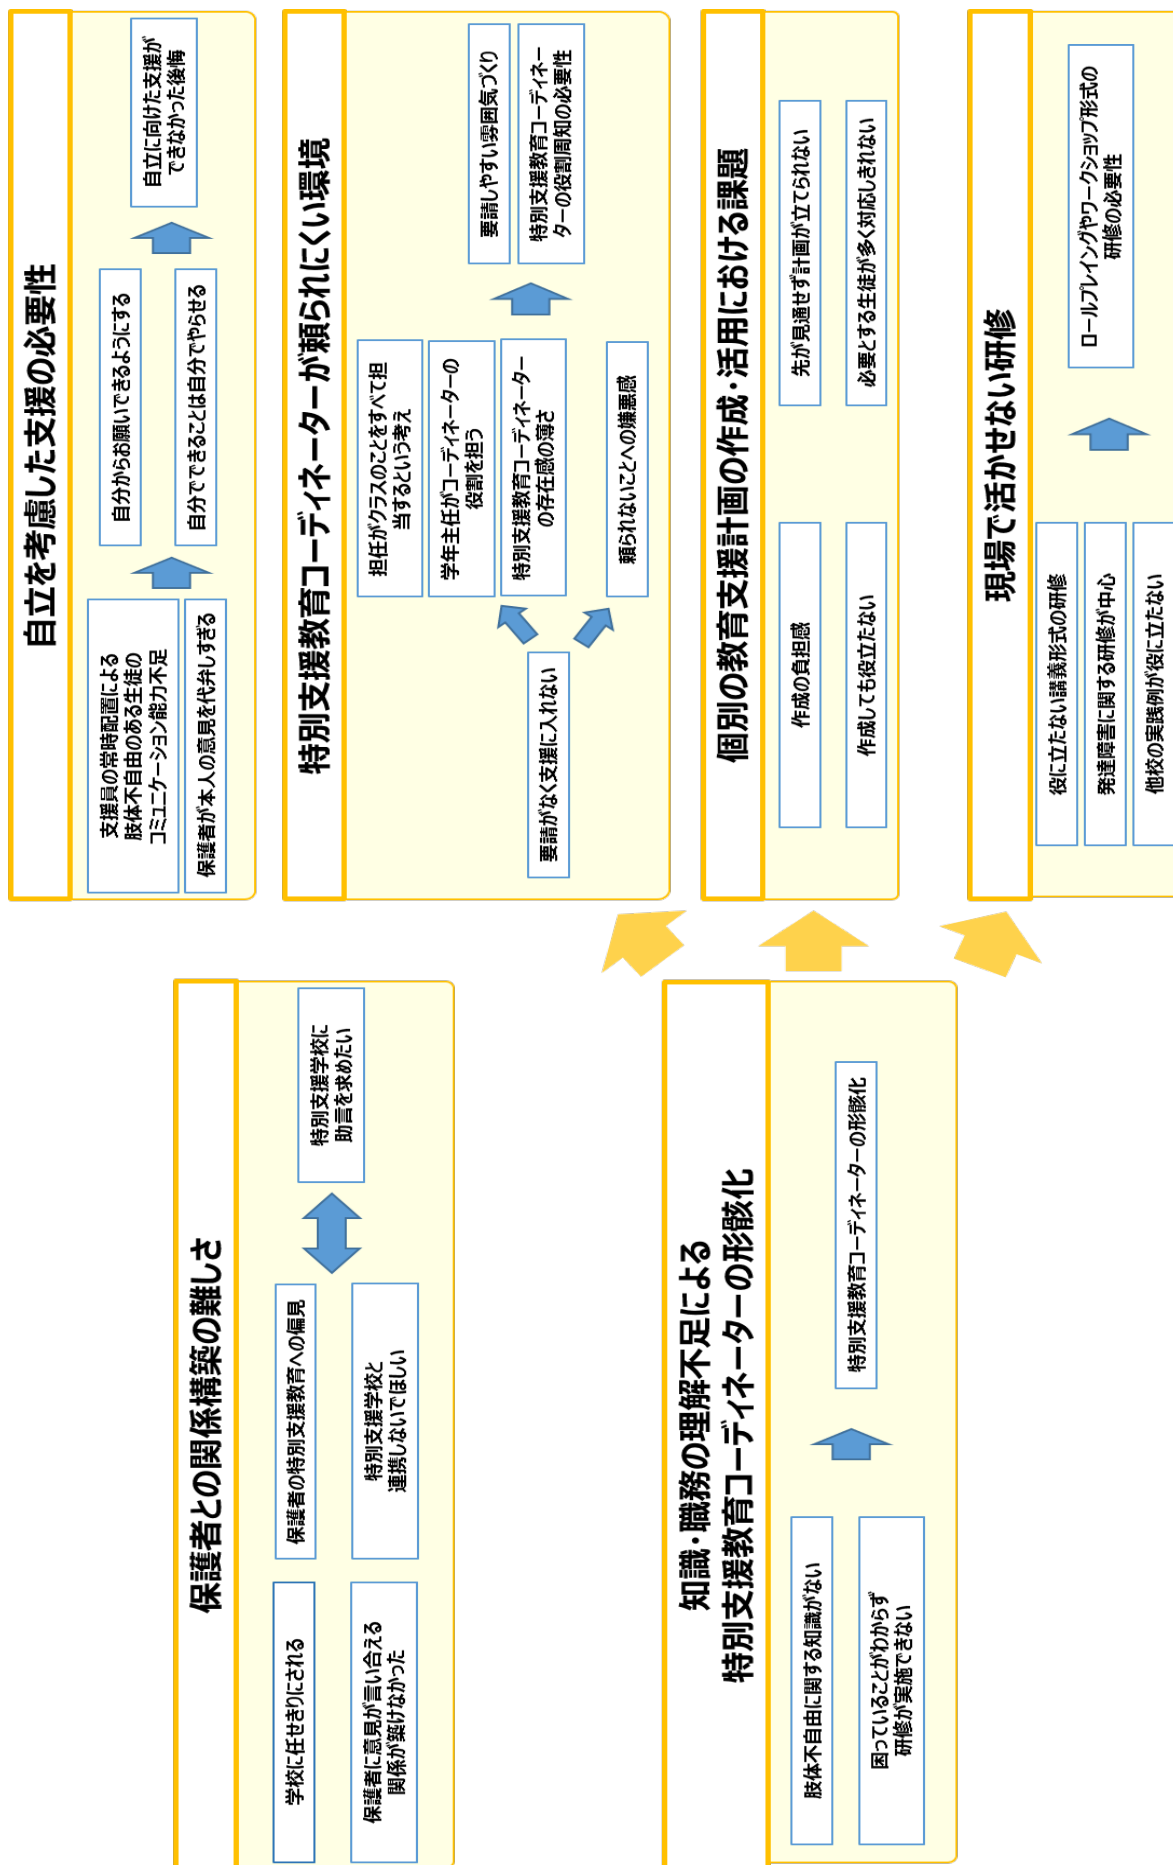 保護者との関係構築の難しさ
学校に任せきりにされる
保護者に意見が言い合える
関係が築けなかった
保護者の特別支援教育への偏見
特別支援学校と
連携しないでほしい
特別支援学校に
助言を求めたい
知識・職務の理解不足による
特別支援教育コーディネーターの形骸化
肢体不自由に関する知識がない
困っていることがわからず
研修が実施できない
特別支援教育コーディネーターの形骸化
自立を考慮した支援の必要性
支援員の常時配置による
肢体不自由のある生徒の
コミュニケーション能力不足
保護者が本人の意見を代弁しすぎる
自分からお願いできるようにする
自分でできることは自分でやらせる
自立に向けた支援が
できなかった後悔
特別支援教育コーディネーターが頼られにくい環境
要請がなく支援に入れない
担任がクラスのことをすべて担
当するという考え
学年主任がコーディネーターの
役割を担う
特別支援教育コーディネーター
の存在感の薄さ
頼られないことへの嫌悪感
要請しやすい雰囲気づくり
特別支援教育コーディネー
ターの役割周知の必要性
個別の教育支援計画の作成・活用における課題
作成の負担感
作成しても役立たない
先が見通せず計画が立てられない
必要とする生徒が多く対応しきれない
現場で活かせない研修
役に立たない講義形式の研修
発達障害に関する研修が中心
他校の実践例が役に立たない
ロールプレイングやワークショップ形式の
研修の必要性